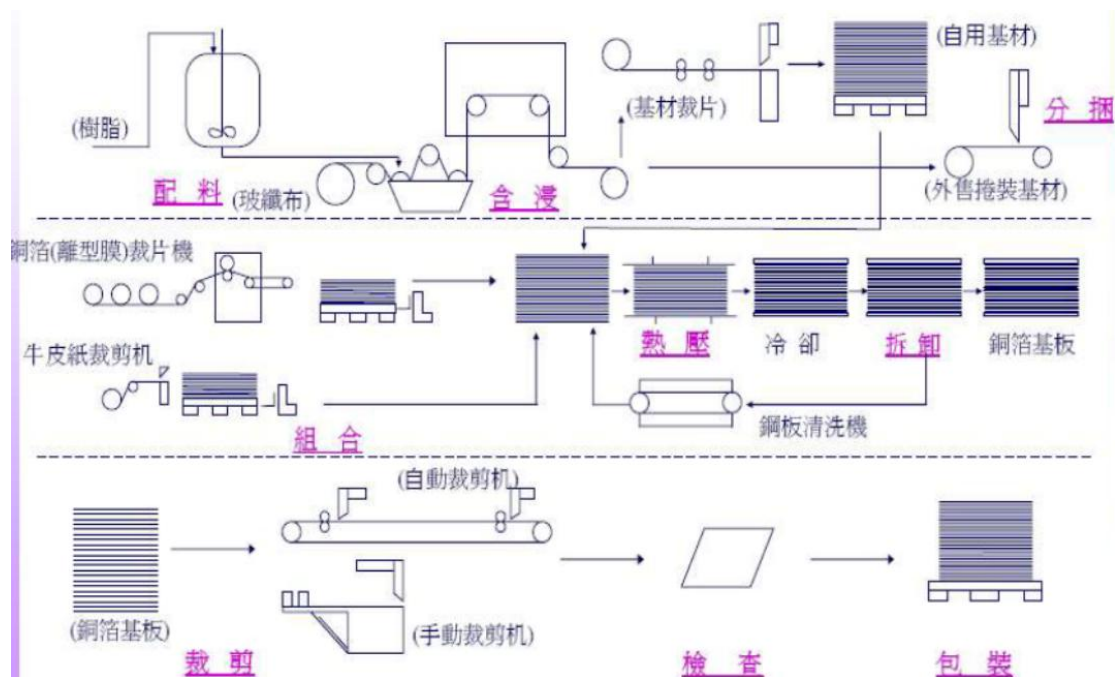 (樹脂)
配 料
(玻纖布)
含 浸
(基材裁片)
(自用基材)
分 捆
(外售捲裝基材)
銅箔(離型膜)裁片機
牛皮紙裁剪机
組 合
熱 壓
冷 卻
拆 卸
銅箔基板
鋼板清洗機
(銅箔基板)
裁 剪
(自動裁剪机)
(手動裁剪机)
檢 查
包 裝